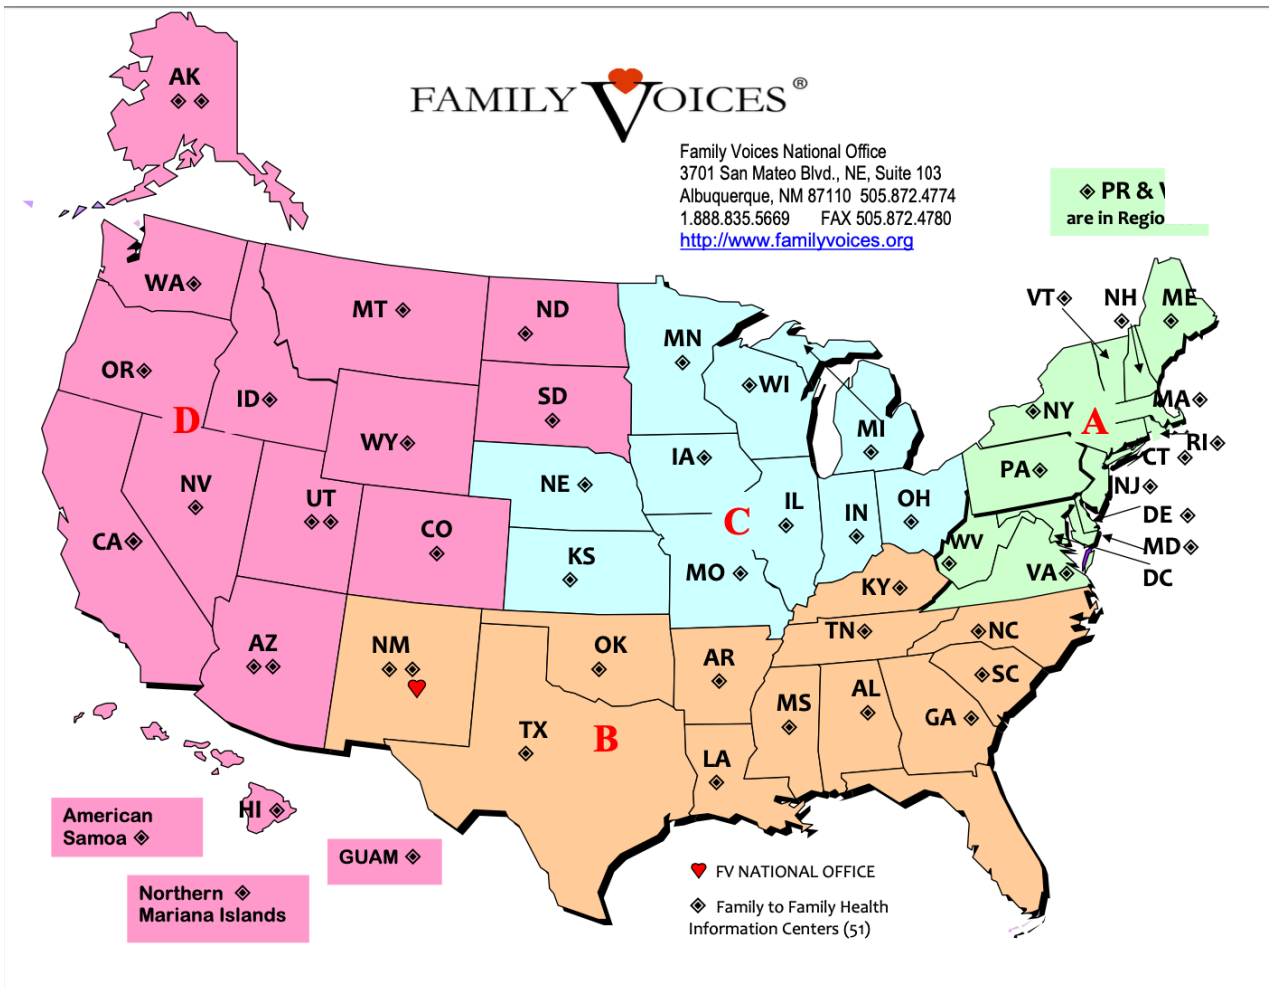 AK
FAMILY VOICES®
Family Voices National Office
3701 San Mateo Blvd., NE, Suite 103
Albuquerque, NM 87110 505.872.4774
1.888.835.5669 FAX 505.872.4780
http://www.familyvoices.org
PR &
are in Regio
WA
MT
ND
MN
VT
NH
ME
OR
ID
SD
WI
WY
D
MI
NY
A
MA
RI
CT
IA
PA
NE
NJ
NV
UT
CO
C
IL
IN
OH
DE
CA
KS
MO
WV
MD
VA
DC
KY
AZ
NM
OK
AR
TN
NC
SC
MS
AL
GA
TX
B
LA
HI
American
Samoa
GUAM
Northern
Mariana Islands
FV NATIONAL OFFICE
Family to Family Health
Information Centers (51)